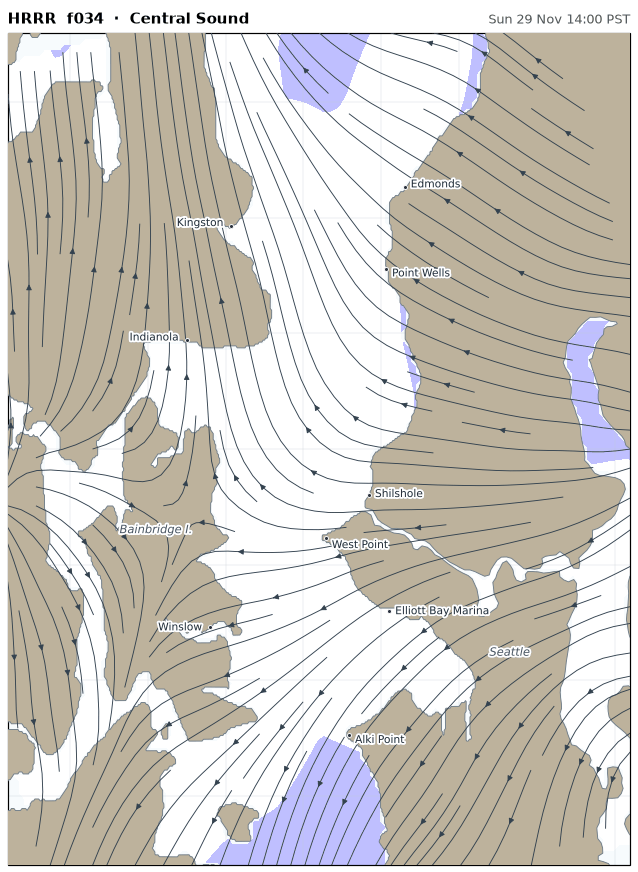 HRRR f034 · Central Sound
Sun 29 Nov 14:00 PST
Edmonds
Kingston
Point Wells
Indianola
Shilshole
Bainbridge I.
West Point
Elliott Bay Marina
Winslow
Seattle
Alki Point